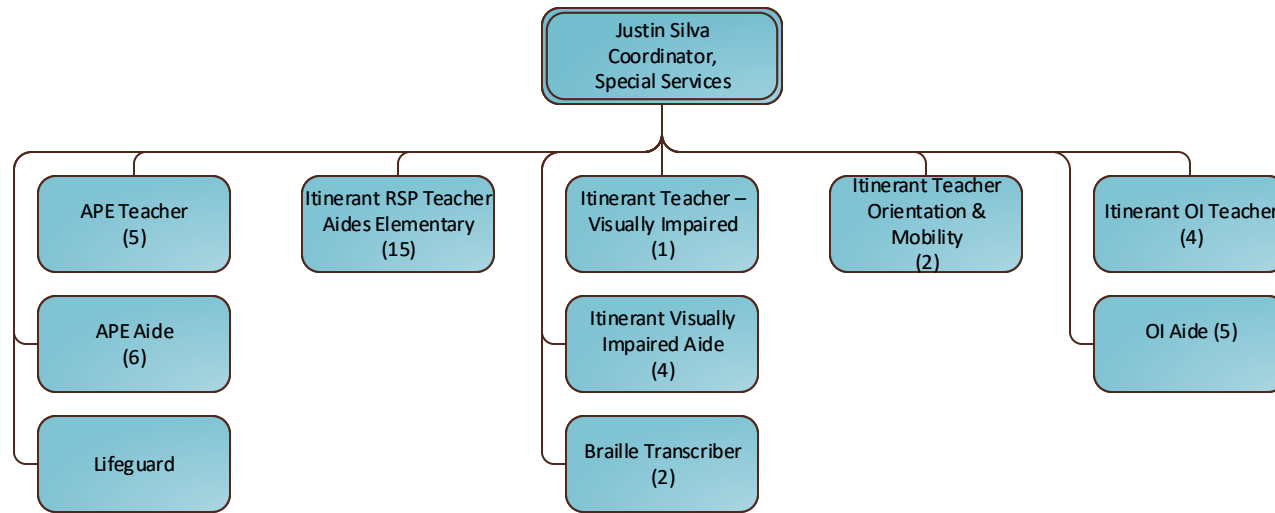 Justin Silva
Coordinator,
Special Services
APE Teacher
(5)
Itinerant RSP Teacher
Aides Elementary
(15)
Itinerant Teacher –
Visually Impaired
(1)
Itinerant Teacher
Orientation &
Mobility
(2)
Itinerant OI Teacher
(4)
APE Aide
(6)
Itinerant Visually
Impaired Aide
(4)
OI Aide (5)
Lifeguard
Braille Transcriber
(2)